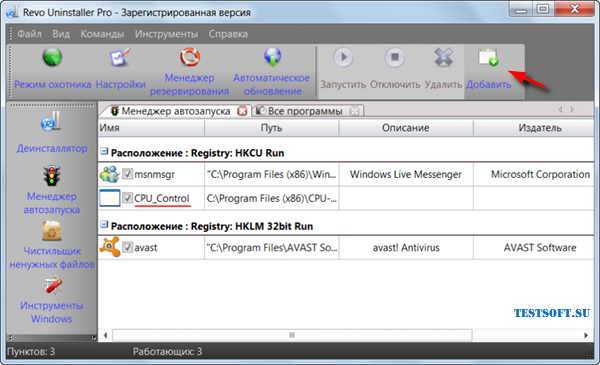 Revo Uninstaller Pro - Зарегистрированная версия
Файл Вид Команды Инструменты Справка
Режим охотника
Настройки
Менеджер резервирования
Автоматическое обновление
Запустить
Отключить
Удалить
Добавить
Деинсталлятор
Менеджер автозапуска
Чистильщик ненужных файлов
Инструменты Windows
Менеджер автозапуска Все программы
Имя Путь Описание Издатель
Расположение : Registry: HKCU Run
msnmsgr "C:\Program Files (x86)\Win... Windows Live Messenger Microsoft Corporation
CPU_Control C:\Program Files (x86)\CPU-...
Расположение : Registry: HKLM 32bit Run
avast "C:\Program Files\AVAST So... avast! Antivirus AVAST Software
TESTSOFT.SU
Пунктов: 3 Работающих: 3